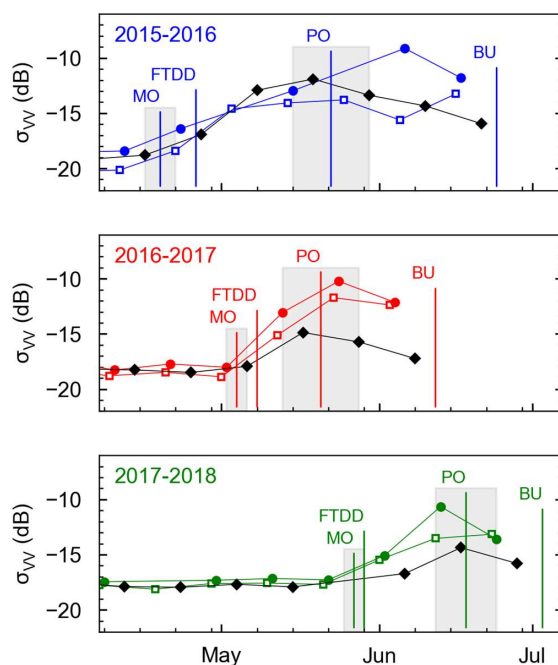 2015-2016
PO
FTDD
BU
MO
σVV (dB)
−10
−15
−20
2016-2017
PO
FTDD
BU
MO
σVV (dB)
−10
−15
−20
2017-2018
PO
FTDD
BU
MO
σVV (dB)
−10
−15
−20
May Jun Jul